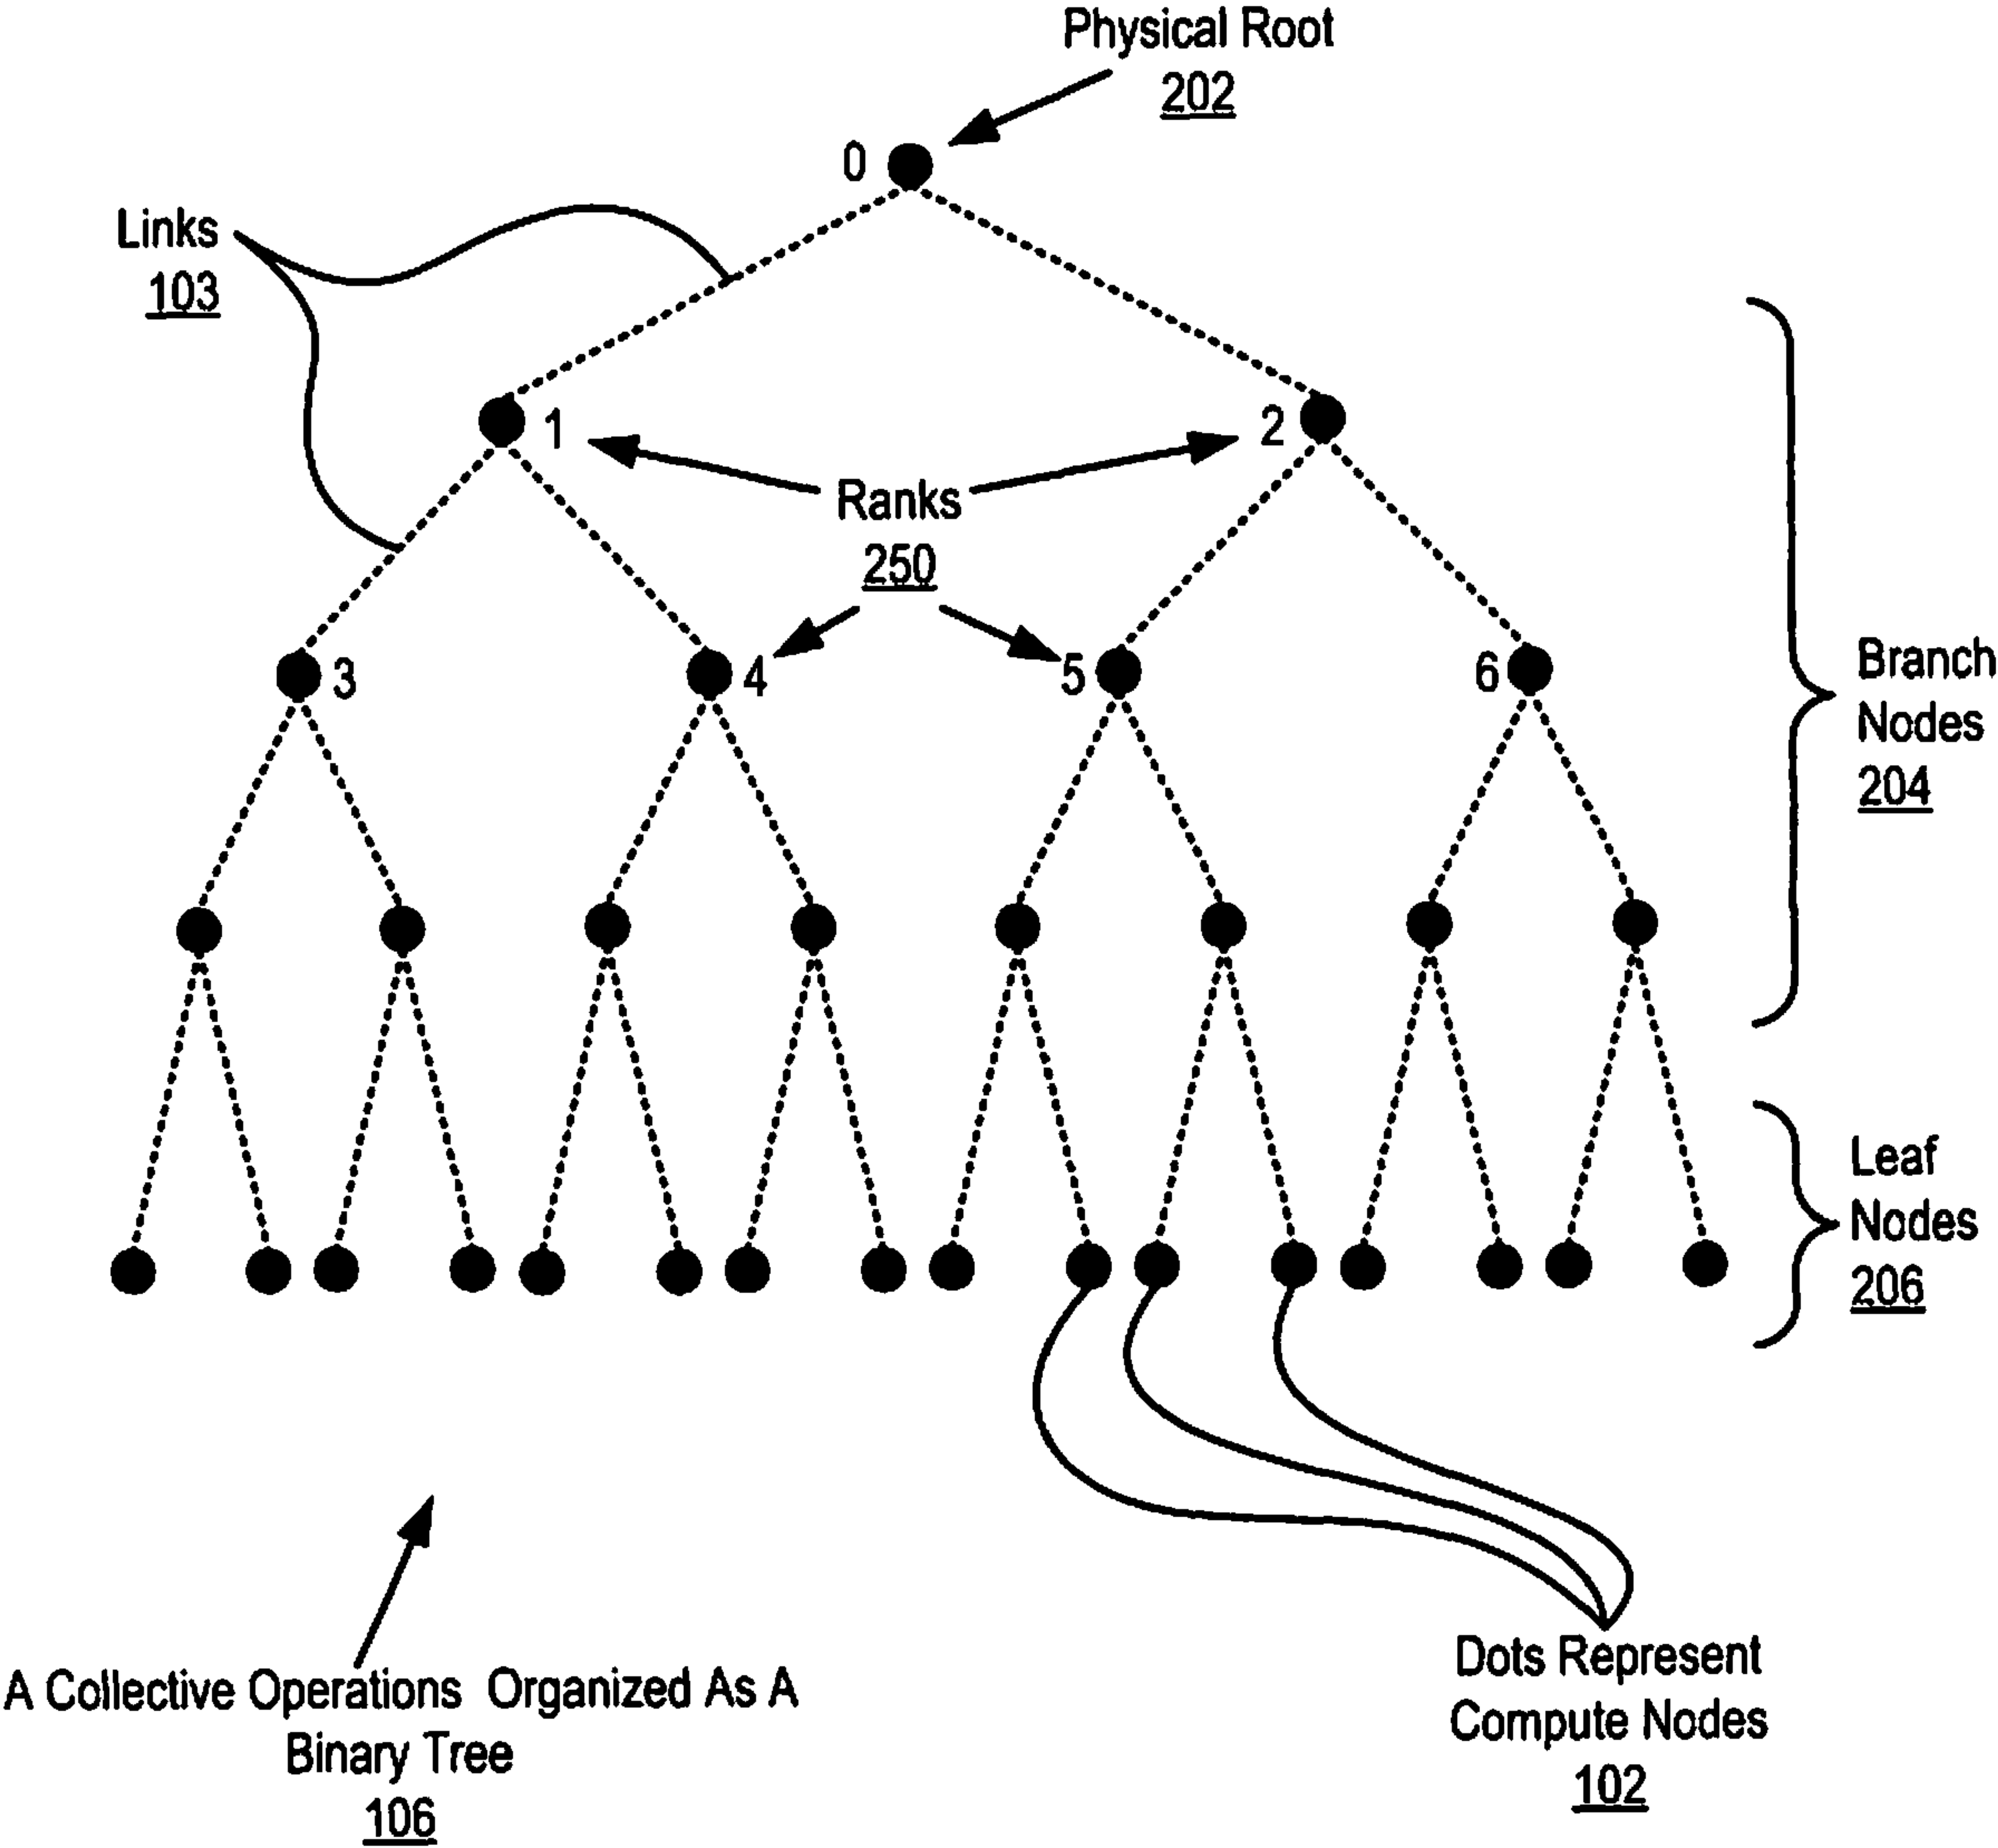 Physical Root
202
0
Links
103
1
2
Ranks
250
3
4
5
6
Branch
Nodes
204
Leaf
Nodes
206
A Collective Operations Organized As A
Binary Tree
106
Dots Represent
Compute Nodes
102